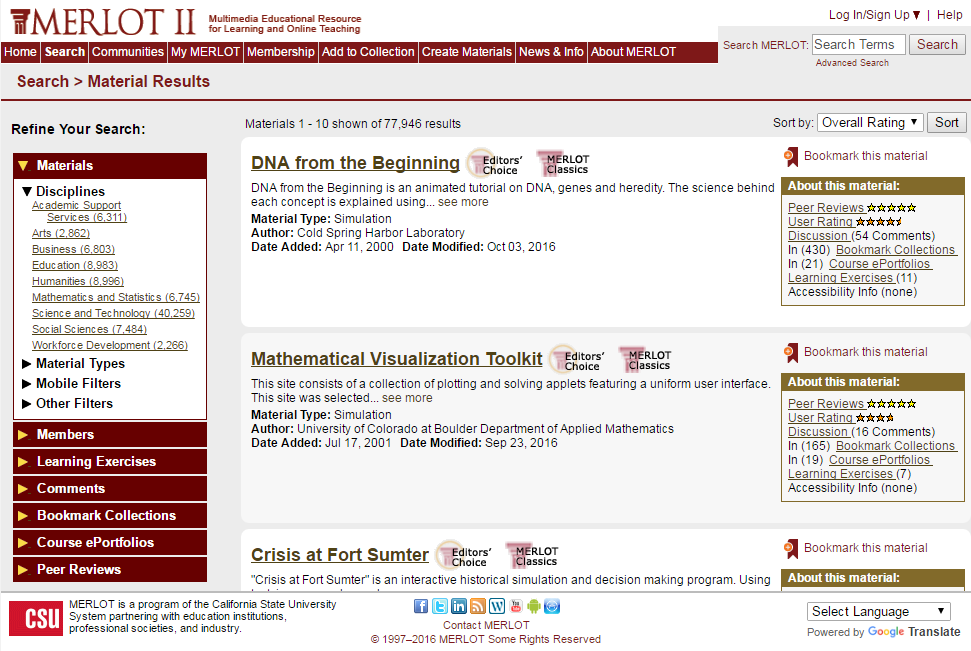 MERLOT II
Multimedia Educational Resource
for Learning and Online Teaching
Log In/Sign Up ▼ | Help
Home Search Communities My MERLOT Membership Add to Collection Create Materials News & Info About MERLOT
Search MERLOT: Search Terms Search
Advanced Search
Search > Material Results
Refine Your Search:
Materials
Disciplines
Academic Support
Services (6,311)
Arts (2,862)
Business (6,803)
Education (8,983)
Humanities (8,996)
Mathematics and Statistics (6,745)
Science and Technology (40,259)
Social Sciences (7,484)
Workforce Development (2,266)
Material Types
Mobile Filters
Other Filters
Members
Learning Exercises
Comments
Bookmark Collections
Course ePortfolios
Peer Reviews
Materials 1 - 10 shown of 77,946 results
Sort by: Overall Rating Sort
DNA from the Beginning Editors' Choice MERLOT Classics
DNA from the Beginning is an animated tutorial on DNA, genes and heredity. The science behind
each concept is explained using... see more
Material Type: Simulation
Author: Cold Spring Harbor Laboratory
Date Added: Apr 11, 2000 Date Modified: Oct 03, 2016
Bookmark this material
About this material:
Peer Reviews
User Rating
Discussion (54 Comments)
In (430) Bookmark Collections
In (21) Course ePortfolios
Learning Exercises (11)
Accessibility Info (none)
Mathematical Visualization Toolkit Editors' Choice MERLOT Classics
This site consists of a collection of plotting and solving applets featuring a uniform user interface.
This site was selected... see more
Material Type: Simulation
Author: University of Colorado at Boulder Department of Applied Mathematics
Date Added: Jul 17, 2001 Date Modified: Sep 23, 2016
Bookmark this material
About this material:
Peer Reviews
User Rating
Discussion (16 Comments)
In (165) Bookmark Collections
In (19) Course ePortfolios
Learning Exercises (7)
Accessibility Info (none)
Crisis at Fort Sumter Editors' Choice MERLOT Classics
"Crisis at Fort Sumter" is an interactive historical simulation and decision making program. Using
Bookmark this material
About this material:
CSU
MERLOT is a program of the California State University
System partnering with education institutions,
professional societies, and industry.
Contact MERLOT
© 1997–2016 MERLOT Some Rights Reserved
Select Language
Powered by Google Translate